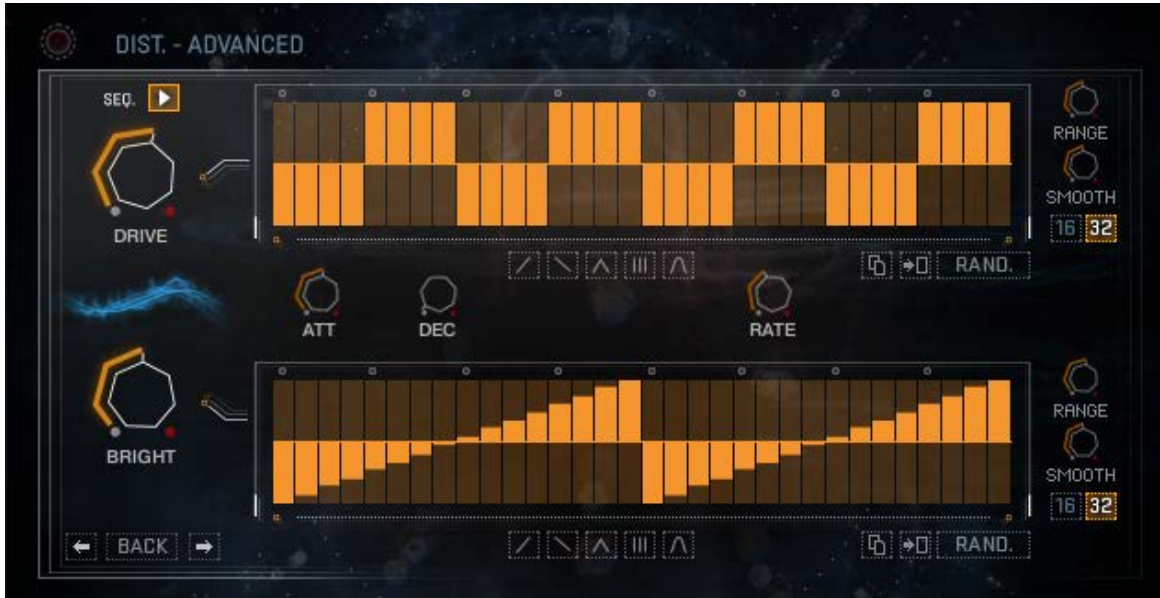 DIST. - ADVANCED
SEQ.
DRIVE
RANGE
SMOOTH
16 32
RAND.
ATT DEC RATE
BRIGHT
RANGE
SMOOTH
16 32
BACK
RAND.